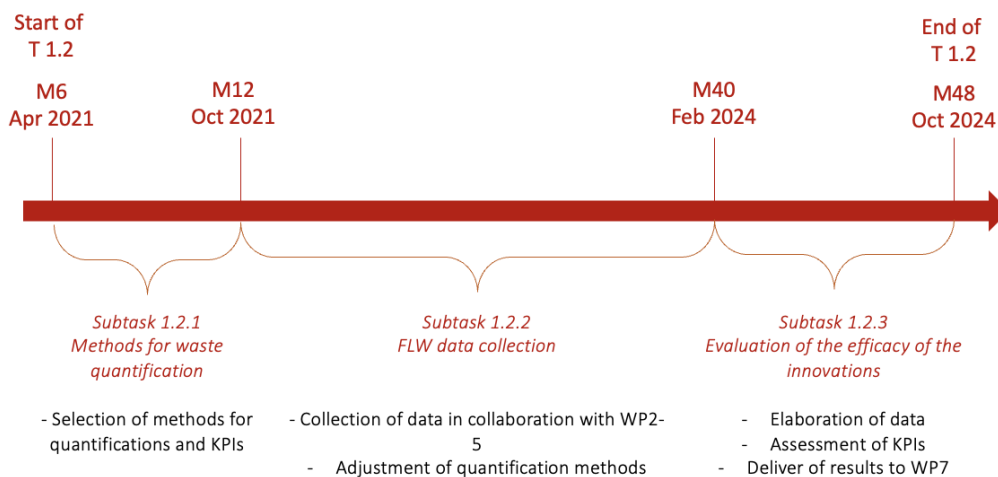 Start of
T 1.2
M6
Apr 2021
M12
Oct 2021
M40
Feb 2024
End of
T 1.2
M48
Oct 2024
Subtask 1.2.1
Methods for waste
quantification
- Selection of methods for
quantifications and KPIs
Subtask 1.2.2
FLW data collection
- Collection of data in collaboration with WP2-
5
- Adjustment of quantification methods
Subtask 1.2.3
Evaluation of the efficacy of the
innovations
- Elaboration of data
- Assessment of KPIs
- Deliver of results to WP7